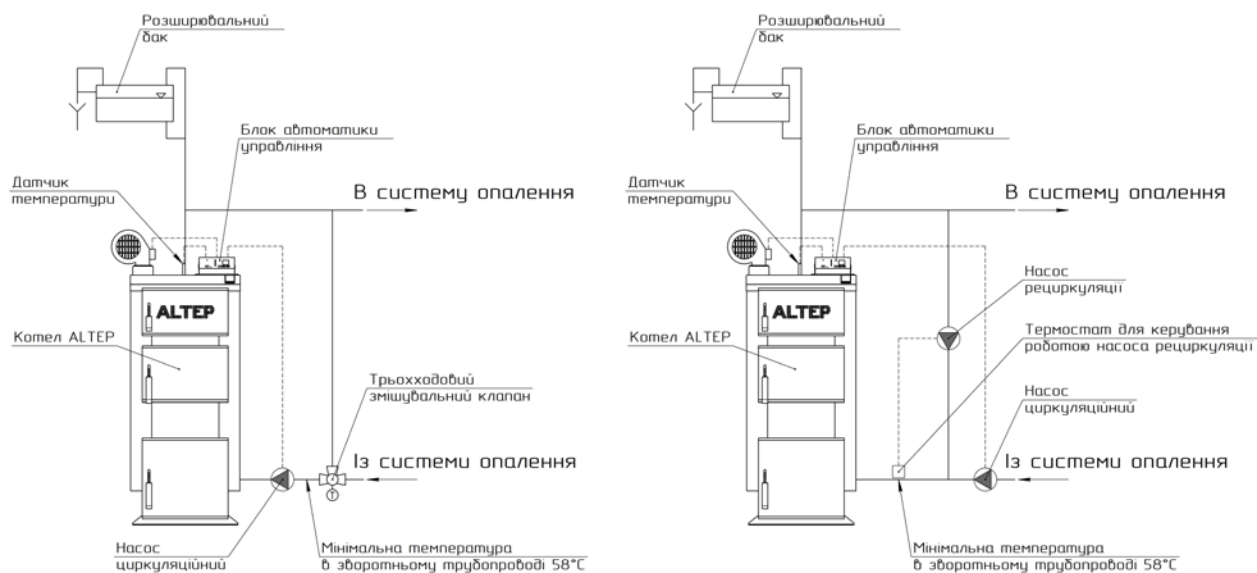 Розширювальний
бак
Блок автоматики
управління
Датчик
температури
В систему опалення
ALTEP
Котел ALTEP
Трьохходовий
змішувальний клапан
Із системи опалення
T
Насос
циркуляційний
Мінімальна температура
в зворотньому трубопроводі 58°C
Розширювальний
бак
Блок автоматики
управління
Датчик
температури
В систему опалення
ALTEP
Насос
рециркуляції
Котел ALTEP
Термостат для керування
роботою насоса рециркуляції
Насос
циркуляційний
Із системи опалення
Мінімальна температура
в зворотньому трубопроводі 58°C